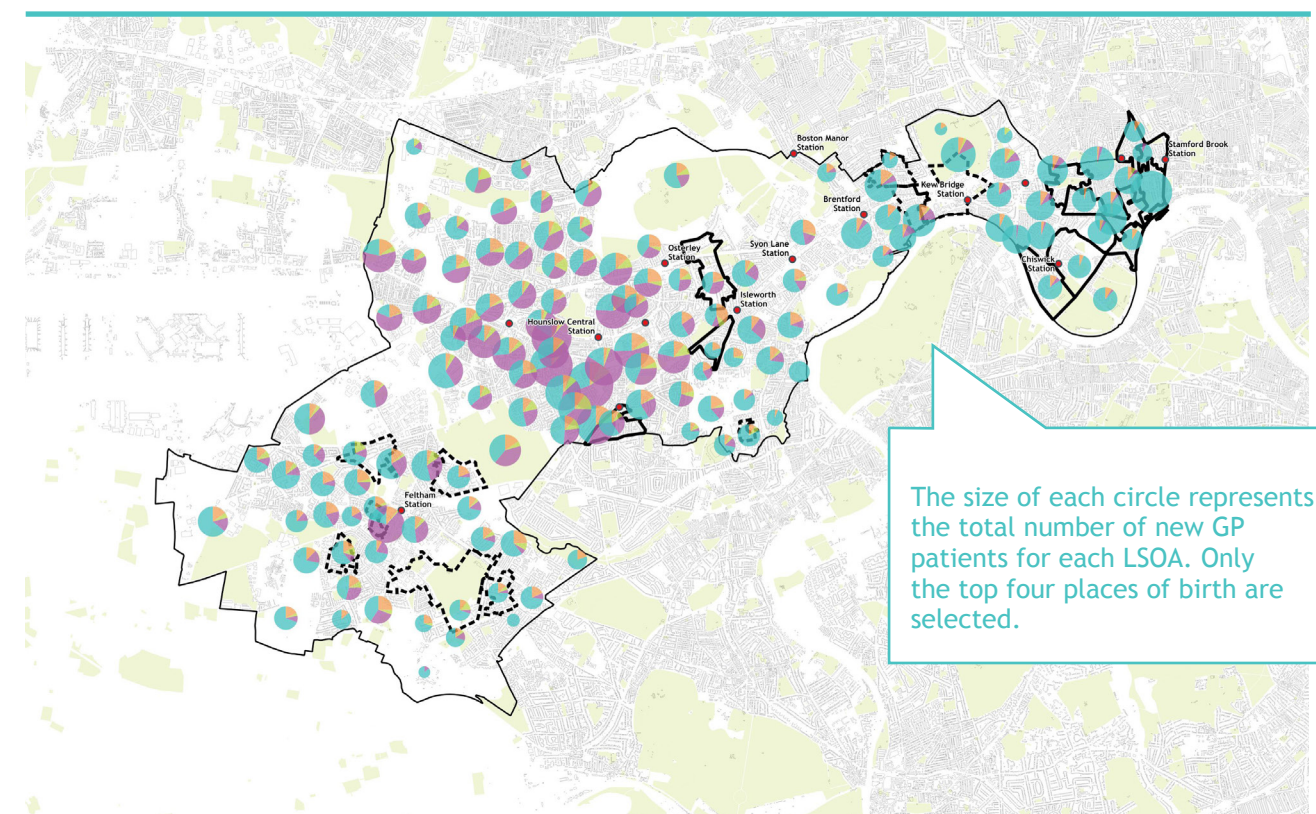 Boston Manor
Station
Stamford Brook
Station
Kew Bridge
Station
Brentford
Station
Syon Lane
Station
Osterley
Station
Chiswick
Station
Isleworth
Station
Hounslow Central
Station
Feltham
Station
The size of each circle represents
the total number of new GP
patients for each LSOA. Only
the top four places of birth are
selected.